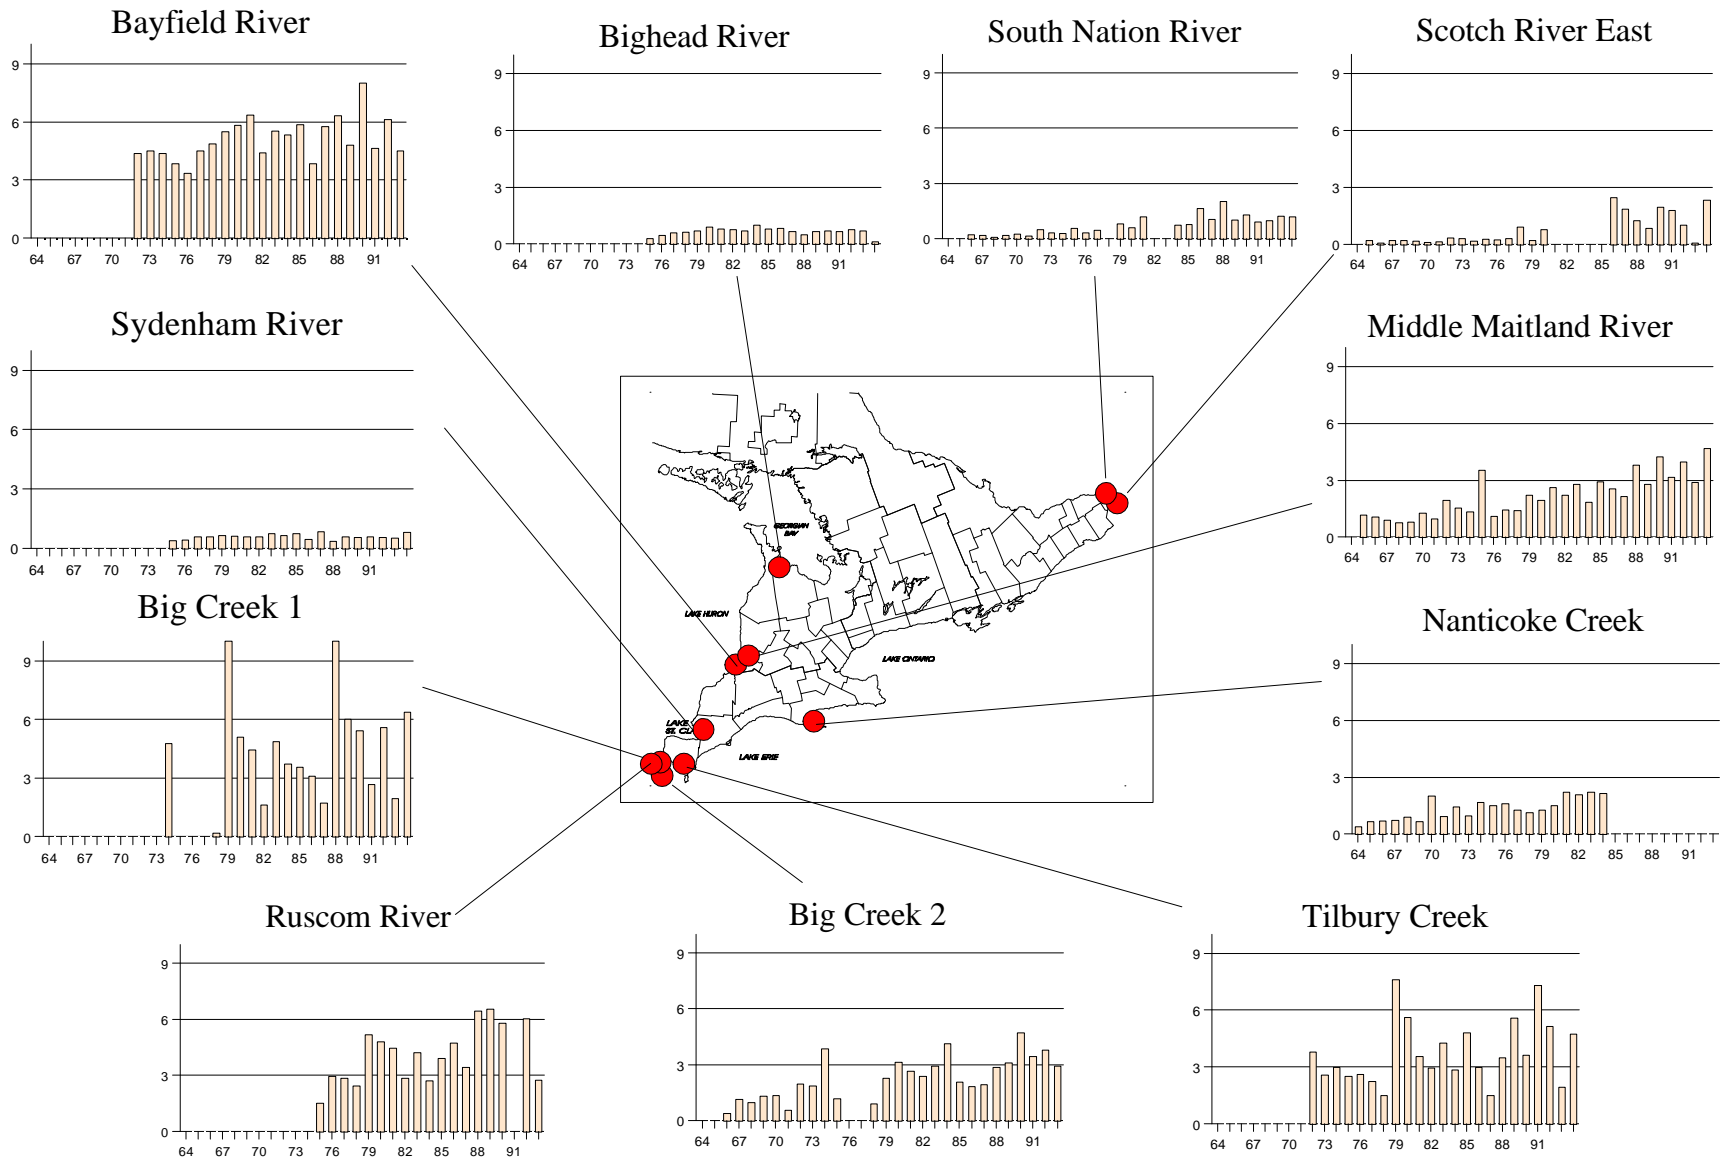 Bayfield River
9
6
3
0
64 67 70 73 76 79 82 85 88 91
Bighead River
9
6
3
0
64 67 70 73 76 79 82 85 88 91
South Nation River
9
6
3
0
64 67 70 73 76 79 82 85 88 91
Scotch River East
9
6
3
0
64 67 70 73 76 79 82 85 88 91
Sydenham River
9
6
3
0
64 67 70 73 76 79 82 85 88 91
Middle Maitland River
9
6
3
0
64 67 70 73 76 79 82 85 88 91
GEORGIAN
BAY
LAKE HURON
LAKE ONTARIO
LAKE
ST. CL
LAKE ERIE
Big Creek 1
9
6
3
0
64 67 70 73 76 79 82 85 88 91
Nanticoke Creek
9
6
3
0
64 67 70 73 76 79 82 85 88 91
Ruscom River
9
6
3
0
64 67 70 73 76 79 82 85 88 91
Big Creek 2
9
6
3
0
64 67 70 73 76 79 82 85 88 91
Tilbury Creek
9
6
3
0
64 67 70 73 76 79 82 85 88 91